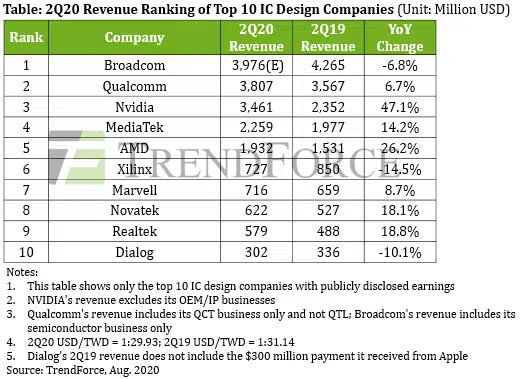 Table: 2Q20 Revenue Ranking of Top 10 IC Design Companies (Unit: Million USD)
Rank Company 2Q20 Revenue 2Q19 Revenue YoY Change
1 Broadcom 3,976(E) 4,265 -6.8%
2 Qualcomm 3,807 3,567 6.7%
3 Nvidia 3,461 2,352 47.1%
4 MediaTek 2,259 1,977 14.2%
5 AMD 1,932 1,531 26.2%
6 Xilinx 727 850 -14.5%
7 Marvell 716 659 8.7%
8 Novatek 622 527 18.1%
9 Realtek 579 488 18.8%
10 Dialog 302 336 -10.1%
TRENDFORCE
Notes:
1. This table shows only the top 10 IC design companies with publicly disclosed earnings
2. NVIDIA's revenue excludes its OEM/IP businesses
3. Qualcomm's revenue includes its QCT business only and not QTL; Broadcom's revenue includes its
semiconductor business only
4. 2Q20 USD/TWD = 1:29.93; 2Q19 USD/TWD = 1:31.14
5. Dialog's 2Q19 revenue does not include the $300 million payment it received from Apple
Source: TrendForce, Aug. 2020